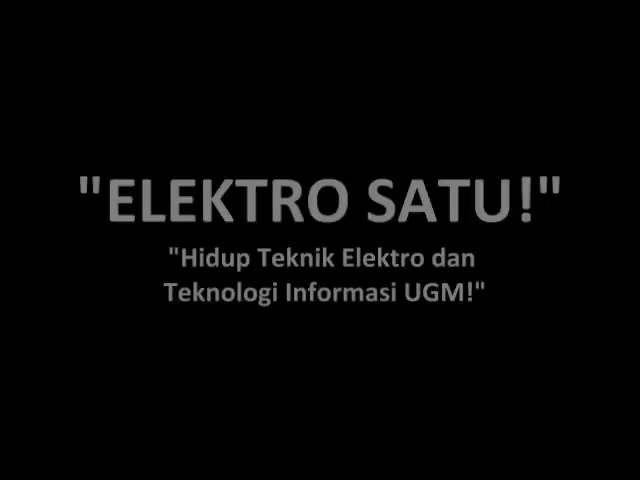 "ELEKTRO SATU!"
"Hidup Teknik Elektro dan
Teknologi Informasi UGM!"